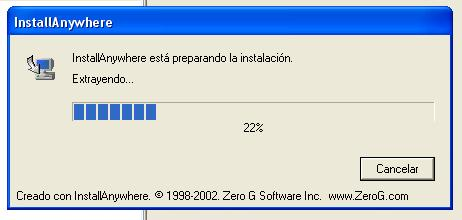 InstallAnywhere
InstallAnywhere está preparando la instalación.
Extrayendo...
22%
Cancelar
Creado con InstallAnywhere. © 1998-2002. Zero G Software Inc. www.ZeroG.com